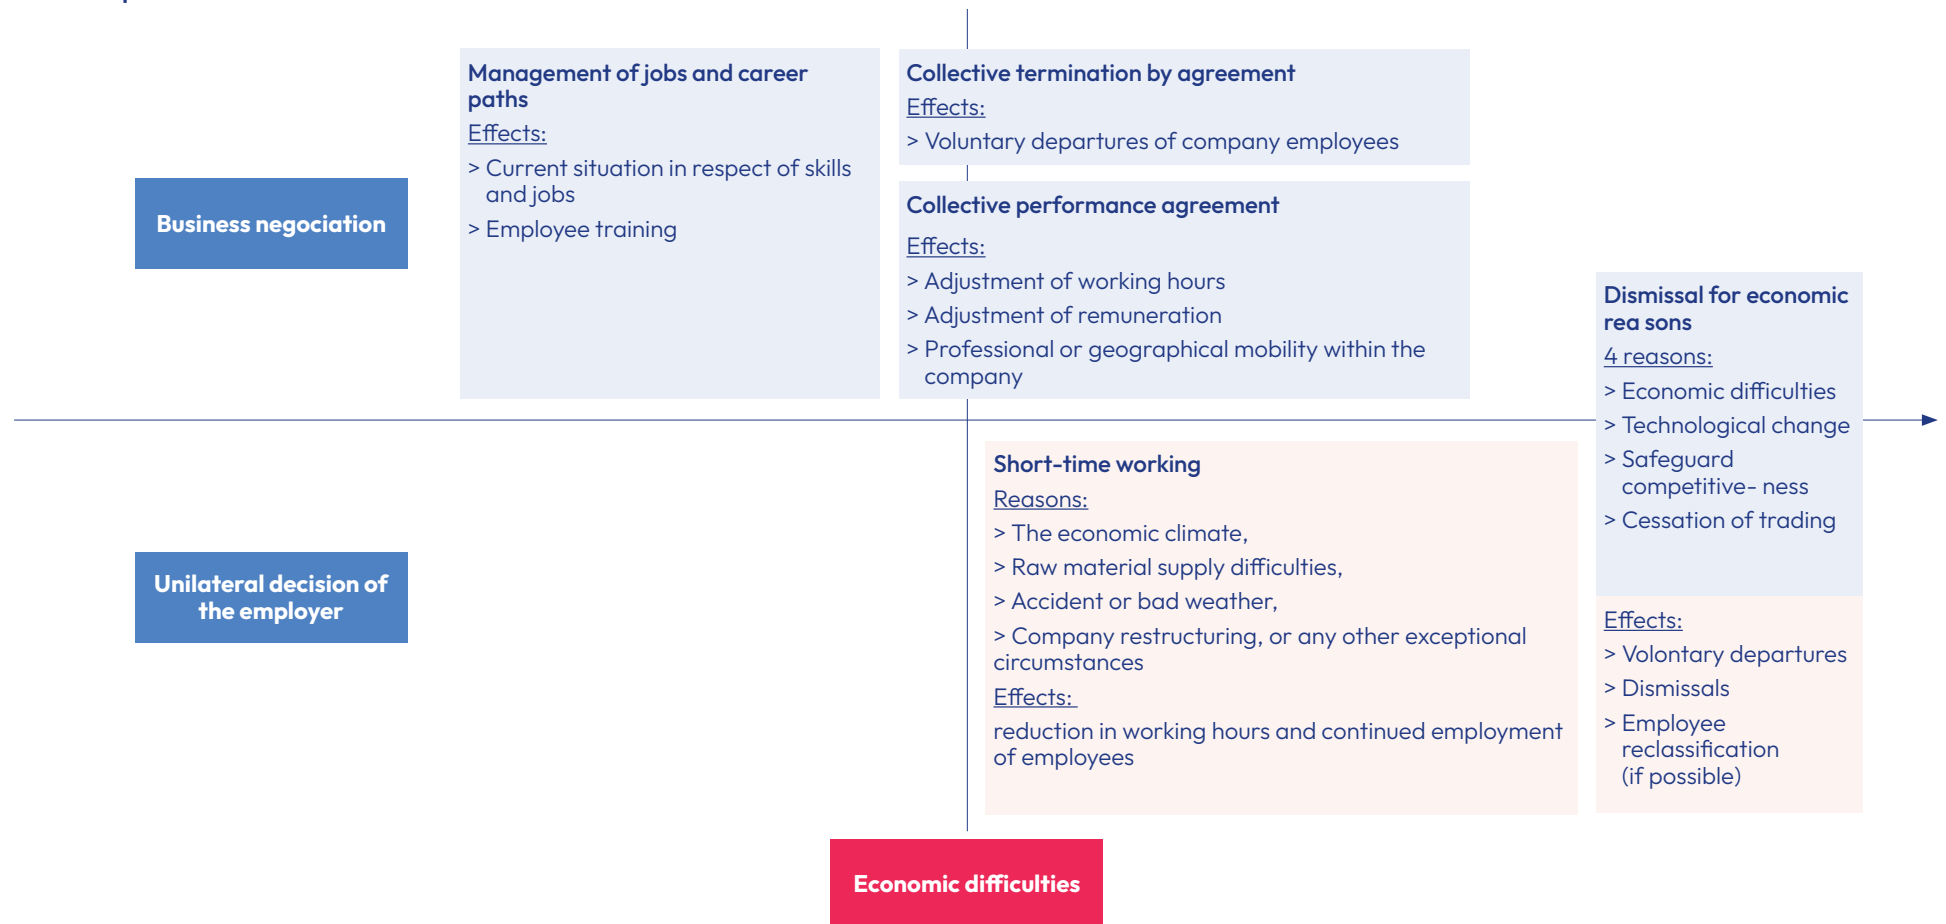 Management of jobs and career
paths
Effects:
> Current situation in respect of skills
and jobs
> Employee training
Collective termination by agreement
Effects:
> Voluntary departures of company employees
Business negociation
Collective performance agreement
Effects:
> Adjustment of working hours
> Adjustment of remuneration
> Professional or geographical mobility within the
company
Dismissal for economic
rea sons
4 reasons:
> Economic difficulties
> Technological change
> Safeguard
competitive- ness
> Cessation of trading
Effects:
> Volontary departures
> Dismissals
> Employee
reclassification
(if possible)
Unilateral decision of
the employer
Short-time working
Reasons:
> The economic climate,
> Raw material supply difficulties,
> Accident or bad weather,
> Company restructuring, or any other exceptional
circumstances
Effects:
reduction in working hours and continued employment
of employees
Economic difficulties